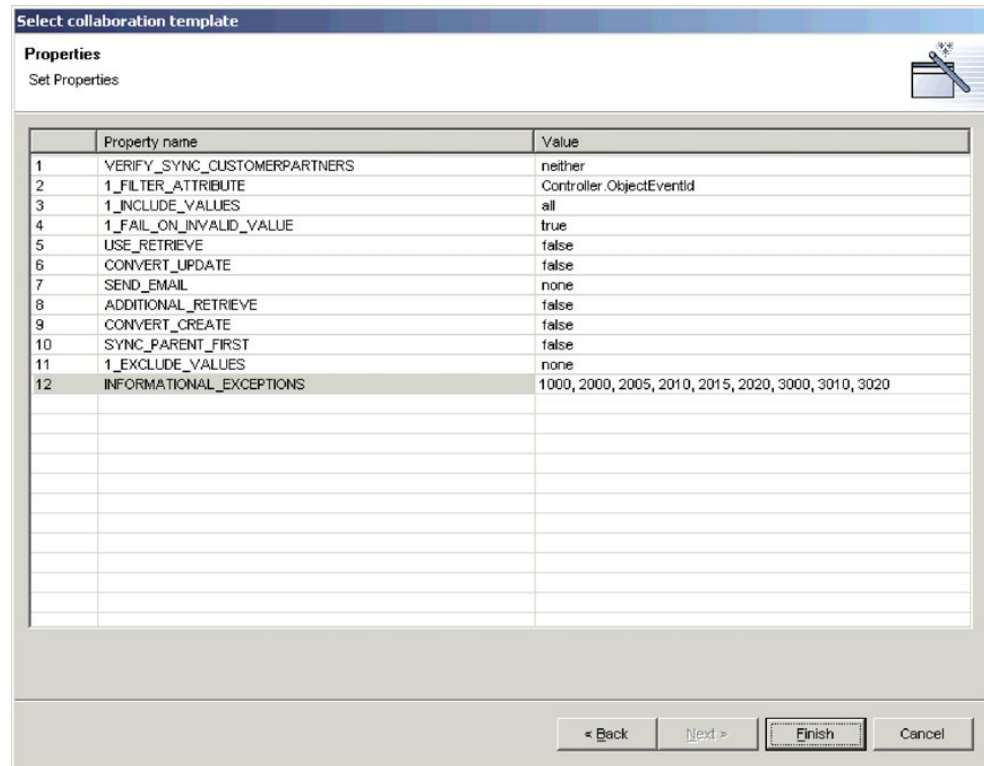 Select collaboration template
Properties
Set Properties
Property name Value
1 VERIFY_SYNC_CUSTOMERPARTNERS neither
2 1_FILTER_ATTRIBUTE Controller.ObjectEventId
3 1_INCLUDE_VALUES all
4 1_FAIL_ON_INVALID_VALUE true
5 USE_RETRIEVE false
6 CONVERT_UPDATE false
7 SEND_EMAIL none
8 ADDITIONAL_RETRIEVE false
9 CONVERT_CREATE false
10 SYNC_PARENT_FIRST false
11 1_EXCLUDE_VALUES none
12 INFORMATIONAL_EXCEPTIONS 1000, 2000, 2005, 2010, 2015, 2020, 3000, 3010, 3020
< Back Next > Finish Cancel